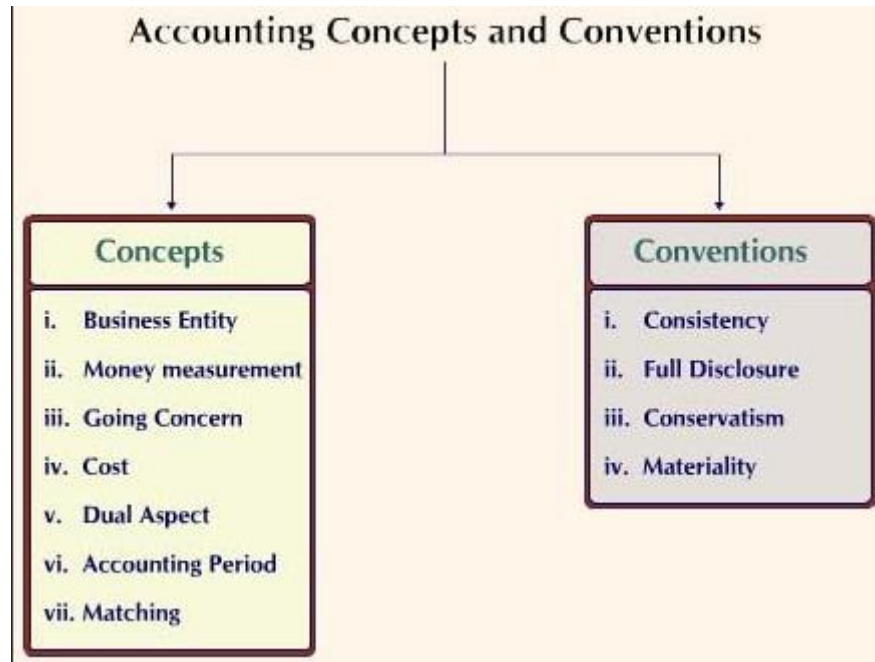 Accounting Concepts and Conventions
Concepts
i. Business Entity
ii. Money measurement
iii. Going Concern
iv. Cost
v. Dual Aspect
vi. Accounting Period
vii. Matching
Conventions
i. Consistency
ii. Full Disclosure
iii. Conservatism
iv. Materiality